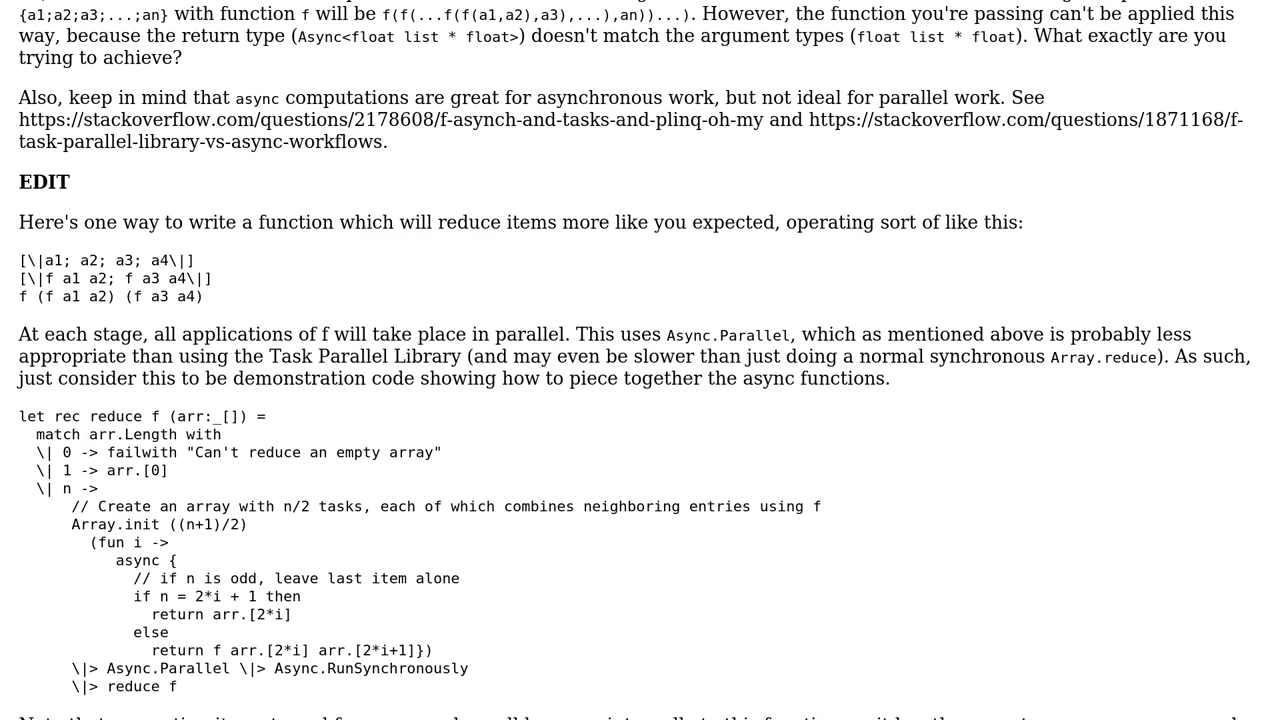 {a1;a2;a3;...;an} with function f will be f(f(...f(f(a1,a2),a3),...),an))...). However, the function you're passing can't be applied this
way, because the return type (Async<float list * float>) doesn't match the argument types (float list * float). What exactly are you
trying to achieve?
Also, keep in mind that async computations are great for asynchronous work, but not ideal for parallel work. See
https://stackoverflow.com/questions/2178608/f-asynch-and-tasks-and-plinq-oh-my and https://stackoverflow.com/questions/1871168/f-
task-parallel-library-vs-async-workflows.
EDIT
Here's one way to write a function which will reduce items more like you expected, operating sort of like this:
[\|a1; a2; a3; a4\|]
[\|f a1 a2; f a3 a4\|]
f (f a1 a2) (f a3 a4)
At each stage, all applications of f will take place in parallel. This uses Async.Parallel, which as mentioned above is probably less
appropriate than using the Task Parallel Library (and may even be slower than just doing a normal synchronous Array.reduce). As such,
just consider this to be demonstration code showing how to piece together the async functions.
let rec reduce f (arr:_[]) =
  match arr.Length with
  \| 0 -> failwith "Can't reduce an empty array"
  \| 1 -> arr.[0]
  \| n ->
      // Create an array with n/2 tasks, each of which combines neighboring entries using f
      Array.init ((n+1)/2)
        (fun i ->
           async {
             // if n is odd, leave last item alone
             if n = 2*i + 1 then
               return arr.[2*i]
             else
               return f arr.[2*i] arr.[2*i+1]})
      \|> Async.Parallel \|> Async.RunSynchronously
      \|> reduce f